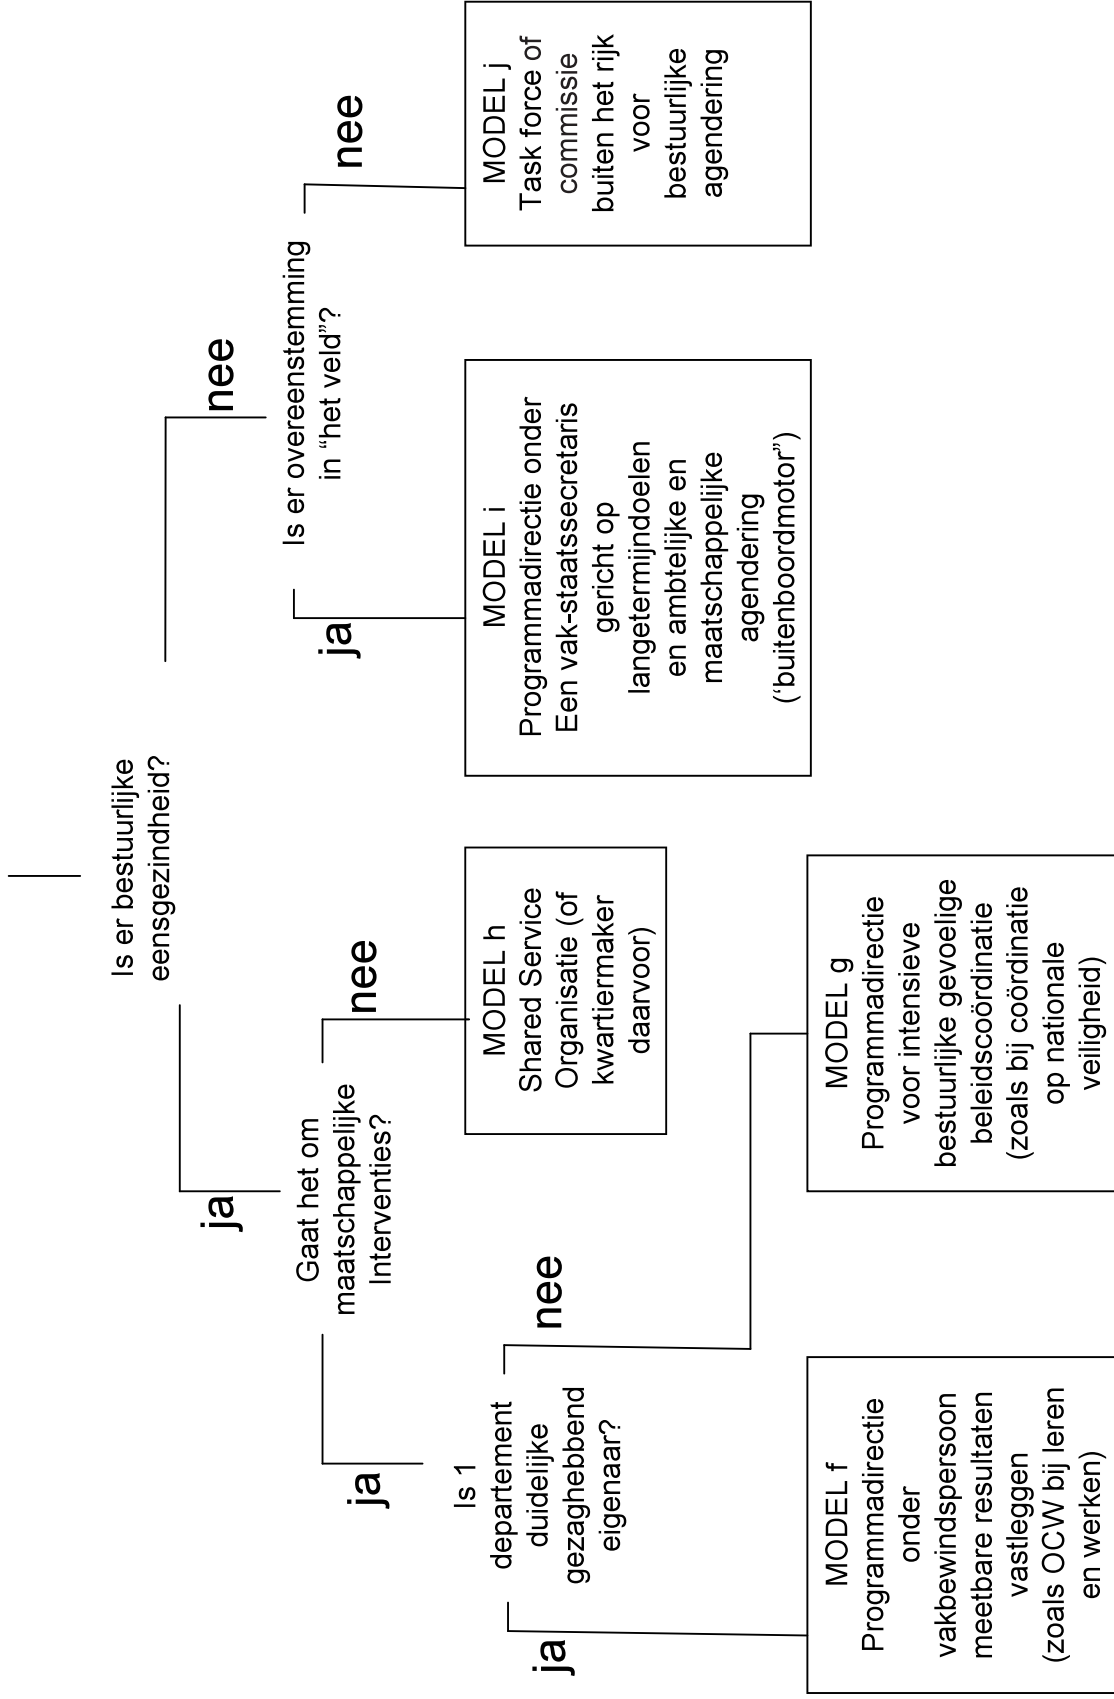 Is er bestuurlijke
eensgezindheid?
ja
nee
Gaat het om
maatschappelijke
Interventies?
Is er overeenstemming
in “het veld”?
ja
nee
ja
nee
Is 1
departement
duidelijke
gezaghebbend
eigenaar?
MODEL h
Shared Service
Organisatie (of
kwartiermaker
daarvoor)
MODEL i
Programmadirectie onder
Een vak-staatssecretaris
gericht op
langetermijndoelen
en ambtelijke en
maatschappelijke
agendering
(‘buitenboordmotor”)
MODEL j
Task force of
commissie
buiten het rijk
voor
bestuurlijke
agendering
ja
nee
MODEL f
Programmadirectie
onder
vakbewindspersoon
meetbare resultaten
vastleggen
(zoals OCW bij leren
en werken)
MODEL g
Programmadirectie
voor intensieve
bestuurlijke gevoelige
beleidscoördinatie
(zoals bij coördinatie
op nationale
veiligheid)